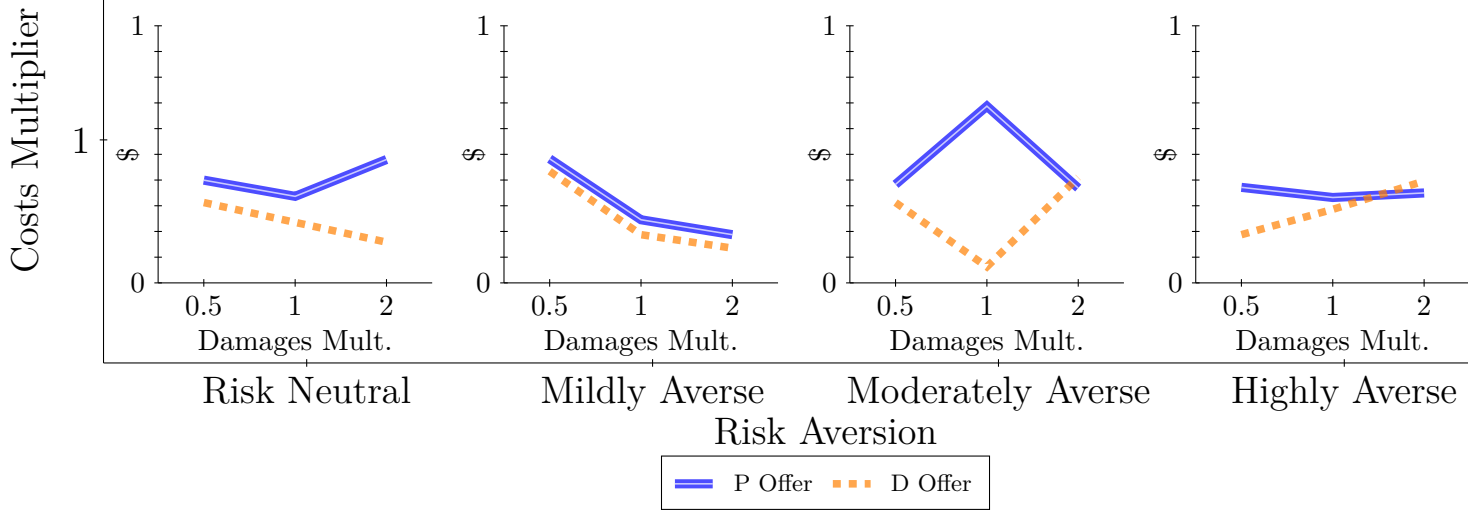 Costs Multiplier
1
1
$
0
0.5 1 2
Damages Mult.
1
$
0
0.5 1 2
Damages Mult.
1
$
0
0.5 1 2
Damages Mult.
1
$
0
0.5 1 2
Damages Mult.
Risk Neutral
Mildly Averse
Moderately Averse
Highly Averse
Risk Aversion
P Offer
D Offer